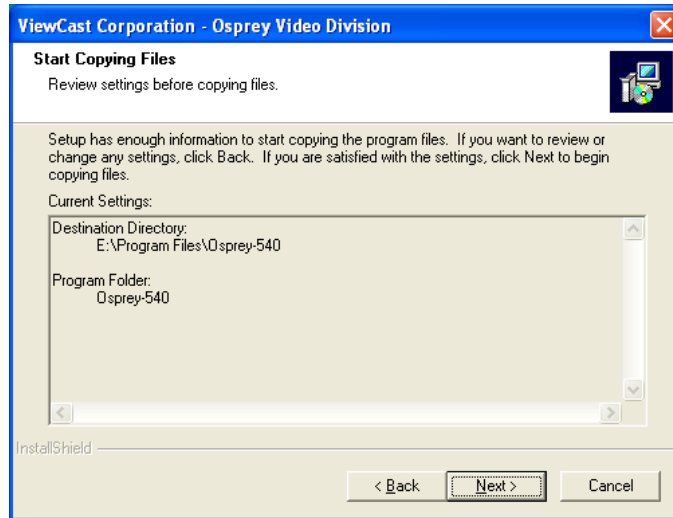 ViewCast Corporation - Osprey Video Division
Start Copying Files
Review settings before copying files.
Setup has enough information to start copying the program files.  If you want to review or
change any settings, click Back.  If you are satisfied with the settings, click Next to begin
copying files.
Current Settings:
Destination Directory:
E:\Program Files\Osprey-540
Program Folder:
Osprey-540
InstallShield
< Back
Next >
Cancel